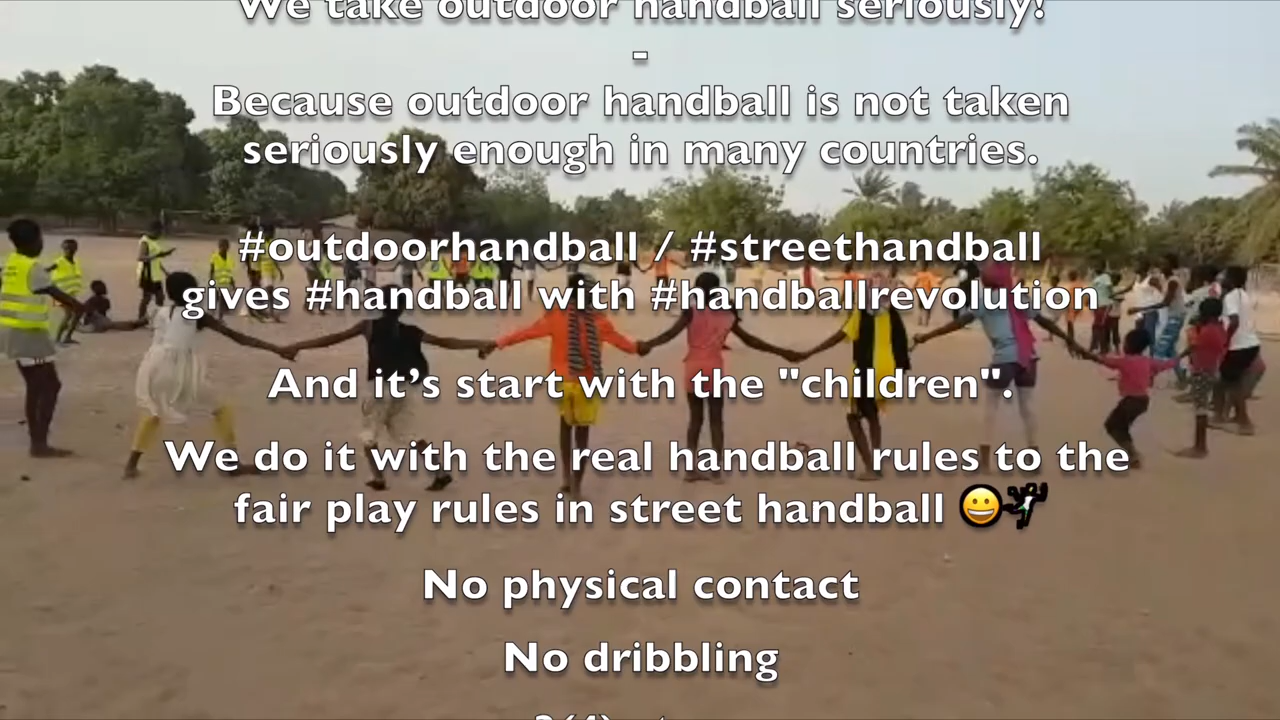 We take outdoor handball seriously!
-
Because outdoor handball is not taken
seriously enough in many countries.
#outdoorhandball / #streethandball
gives #handball with #handballrevolution
And it’s start with the "children".
We do it with the real handball rules to the
fair play rules in street handball 😀
No physical contact
No dribbling